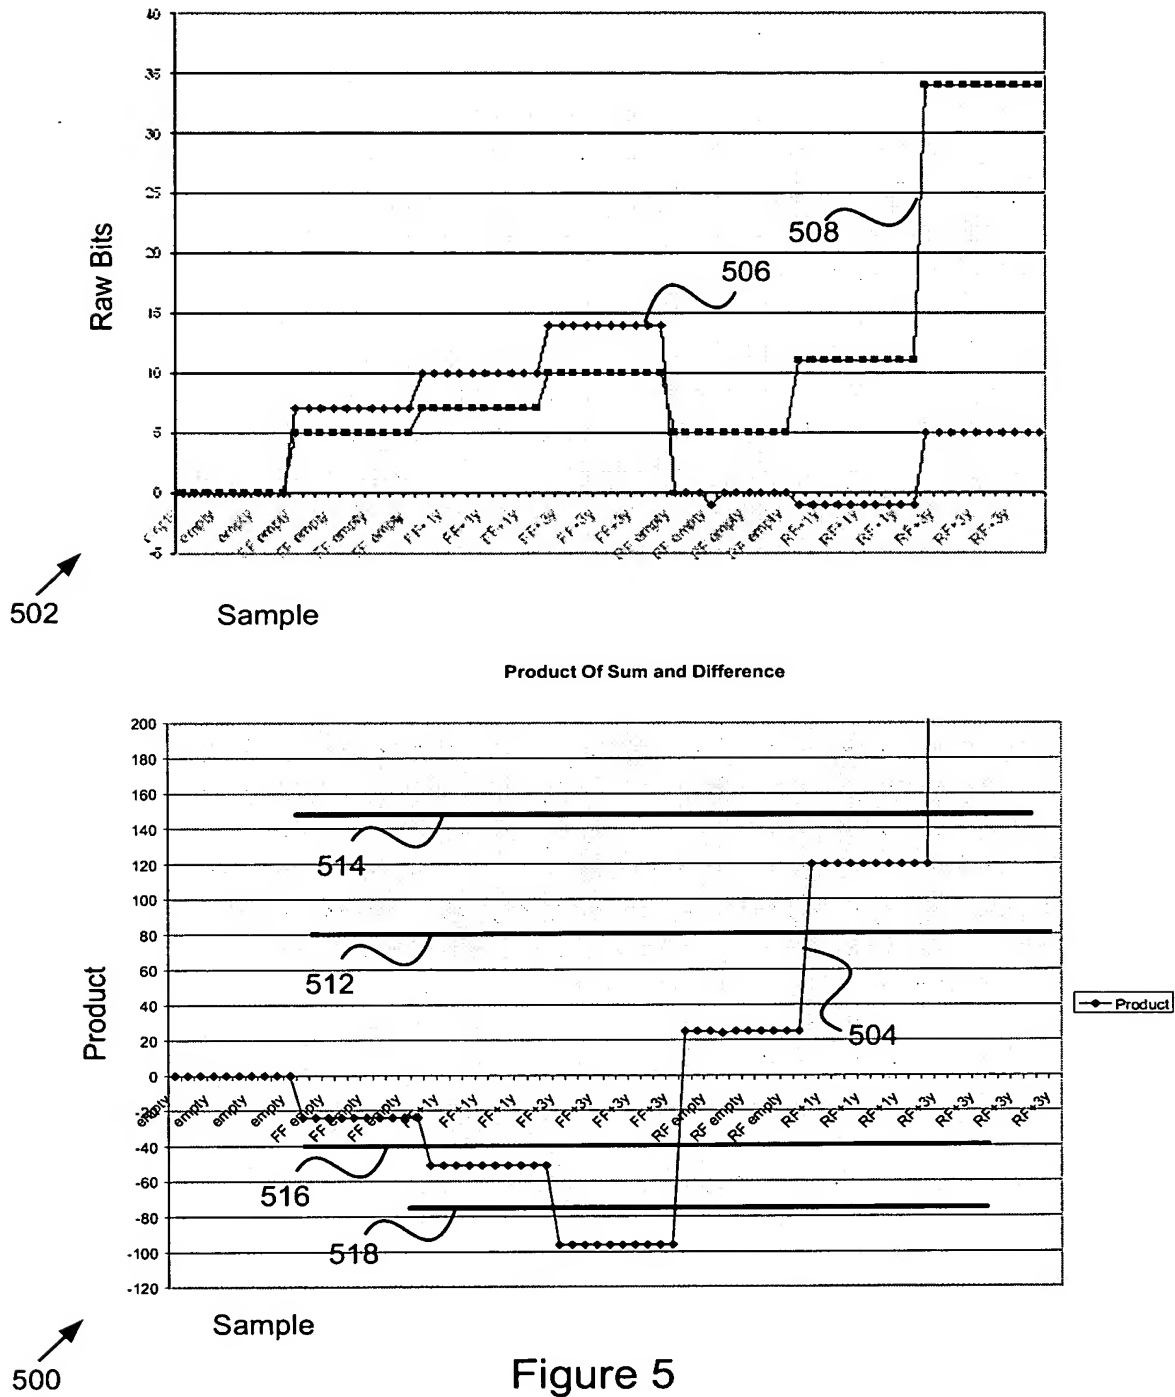 40
35
30
25
20
15
10
5
0
-5
Raw Bits
508
506
empty
empty
FF empty
FF empty
FF empty
FF empty
FF+1y
FF+1y
FF+1y
FF+3y
FF+3y
FF+3y
RF empty
RF empty
RF empty
RF empty
RF+1y
RF+1y
RF+1y
RF+3y
RF+3y
RF+3y
502
Sample
Product Of Sum and Difference
200
180
160
140
120
100
80
60
40
20
0
-20
-40
-60
-80
-100
-120
Product
514
512
504
516
518
Product
empty
empty
empty
empty
FF empty
FF empty
FF empty
FF+1y
FF+1y
FF+1y
FF+3y
FF+3y
FF+3y
FF+3y
RF empty
RF empty
RF empty
RF+1y
RF+1y
RF+1y
RF+3y
RF+3y
RF+3y
RF+3y
Sample
500
Figure 5